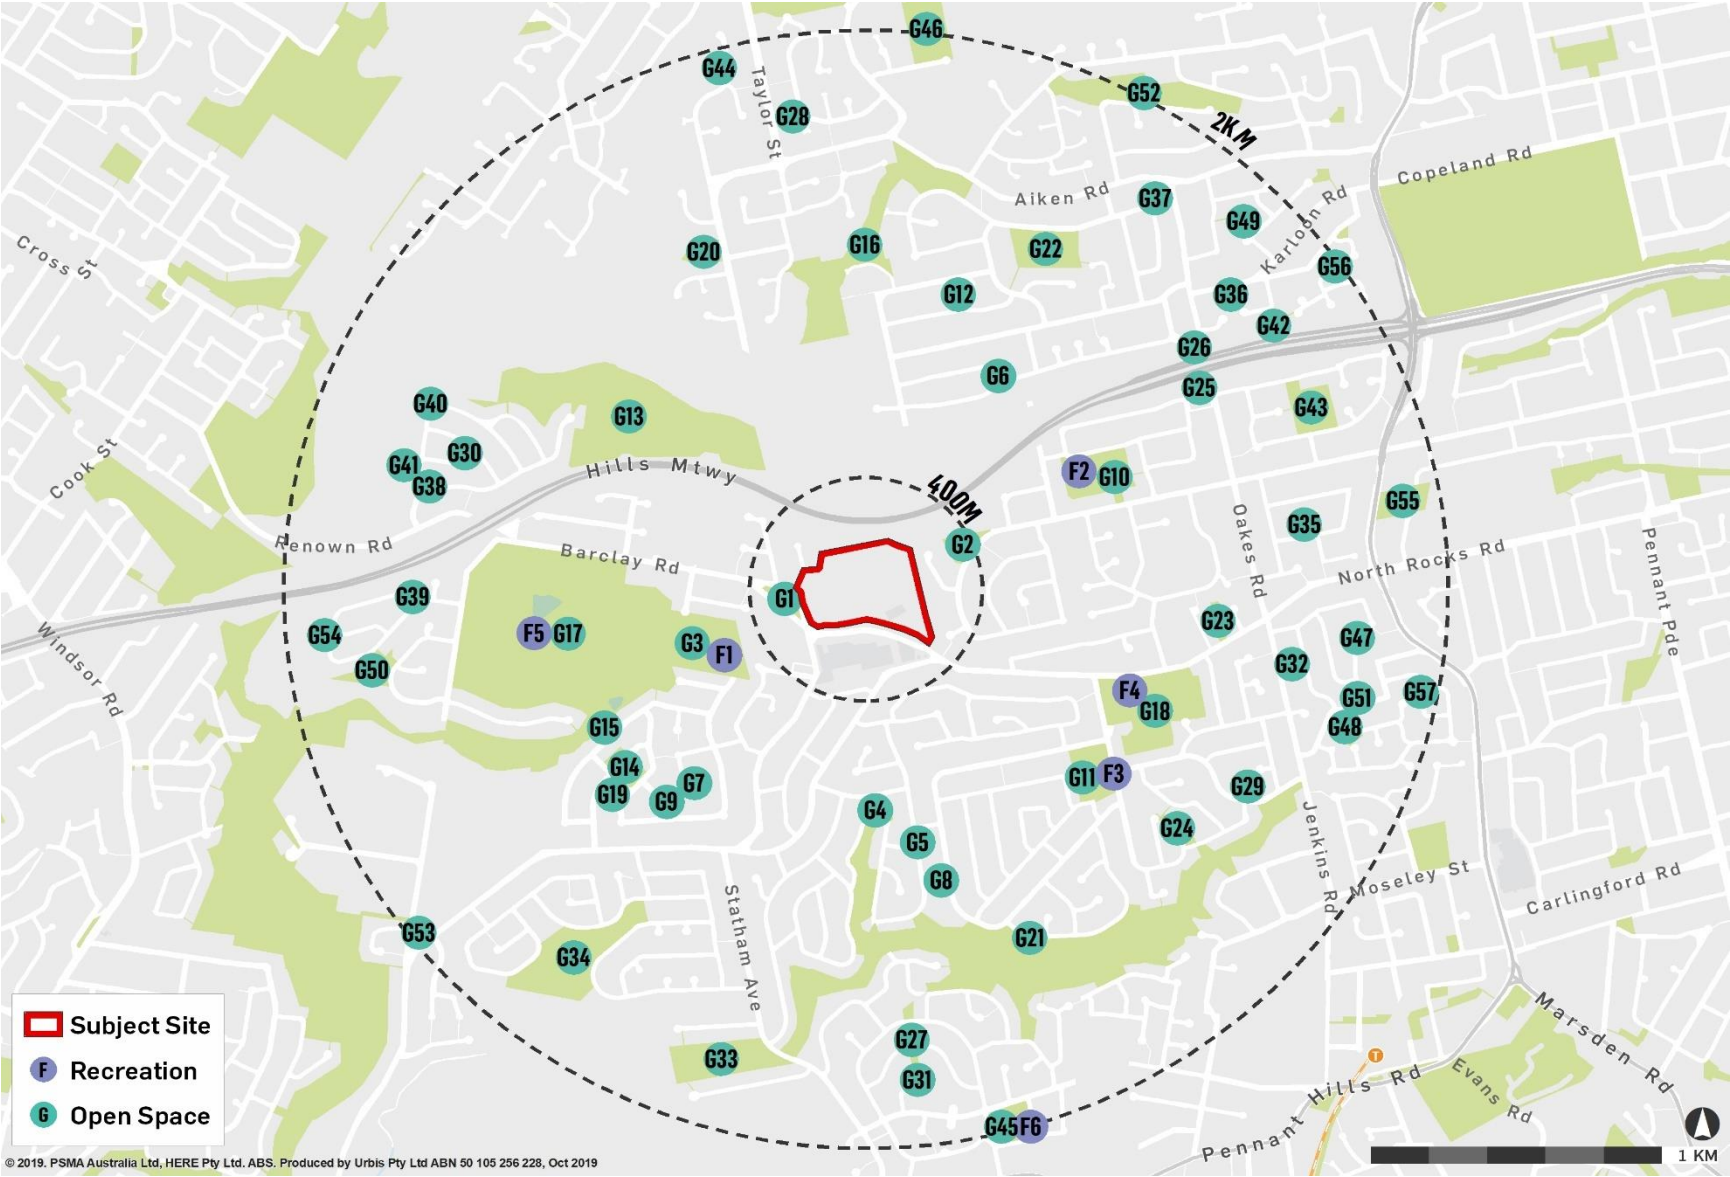 G46
G44
Taylor St
G28
G52
2KM
Copeland Rd
Aiken Rd
G37
Karloon Rd
G49
Cross St
G20
G16
G22
G56
G12
G36
G42
G26
G6
G25
G40
G13
G43
G41
G30
G38
Cook St
Hills Mtwy
F2
G10
400M
G55
Oakes Rd
G35
Renown Rd
Barclay Rd
G2
North Rocks Rd
Pennant Pde
G39
G1
G54
F5
G17
G3
F1
G23
G47
G50
G32
Windsor Rd
F4
G18
G51
G57
G48
G15
G14
G19
G9
G7
G11
F3
G29
G4
G24
Jenkins Rd
G5
G8
Moseley St
Carlingford Rd
Statham Ave
G53
G21
G34
Marsden Rd
Subject Site
F Recreation
G Open Space
G33
G27
G31
T
Evans Rd
G45
F6
Pennant Hills Rd
1 KM
© 2019. PSMA Australia Ltd, HERE Pty Ltd. ABS. Produced by Urbis Pty Ltd ABN 50 105 256 228, Oct 2019